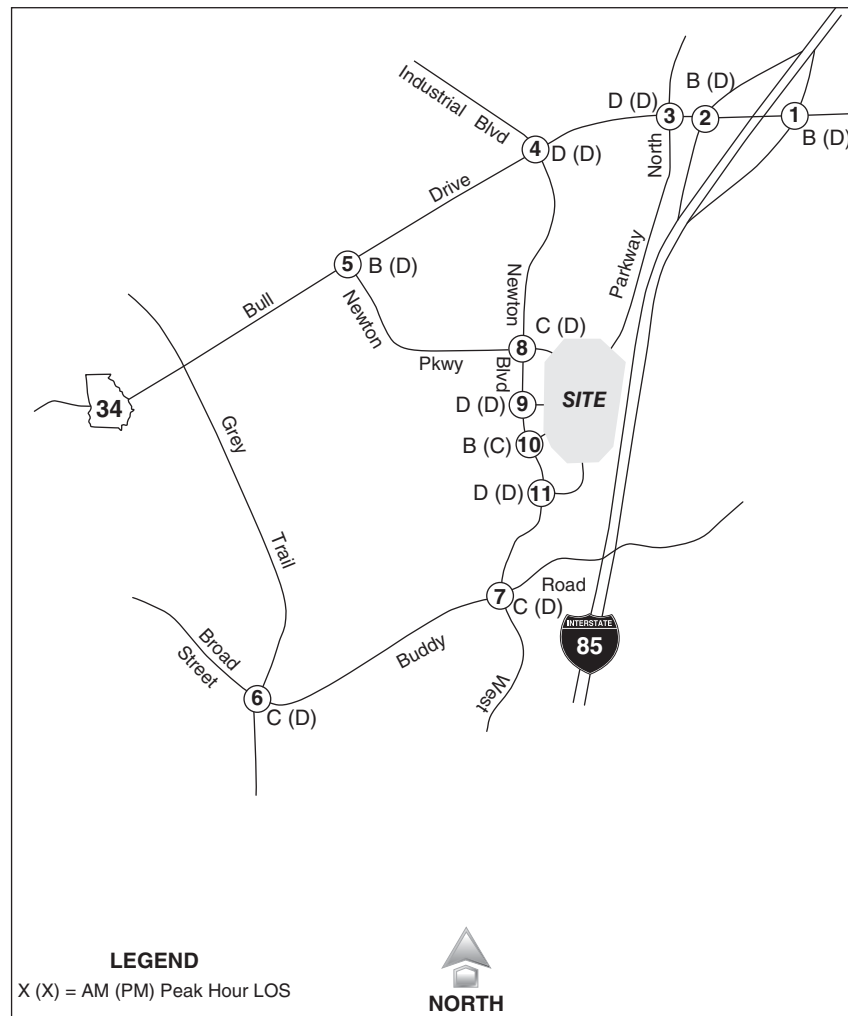 Industrial Blvd
B (D)
D (D)
3
2
1
B (D)
North
4
D (D)
Drive
5
B (D)
Bull
Newton
Pkwy
Newton
Blvd
Parkway
C (D)
8
SITE
34
D (D)
9
B (C)
10
D (D)
11
Grey
Trail
Road
7
C (D)
INTERSTATE
85
Broad
Street
Buddy
West
6
C (D)
LEGEND
X (X) = AM (PM) Peak Hour LOS
NORTH